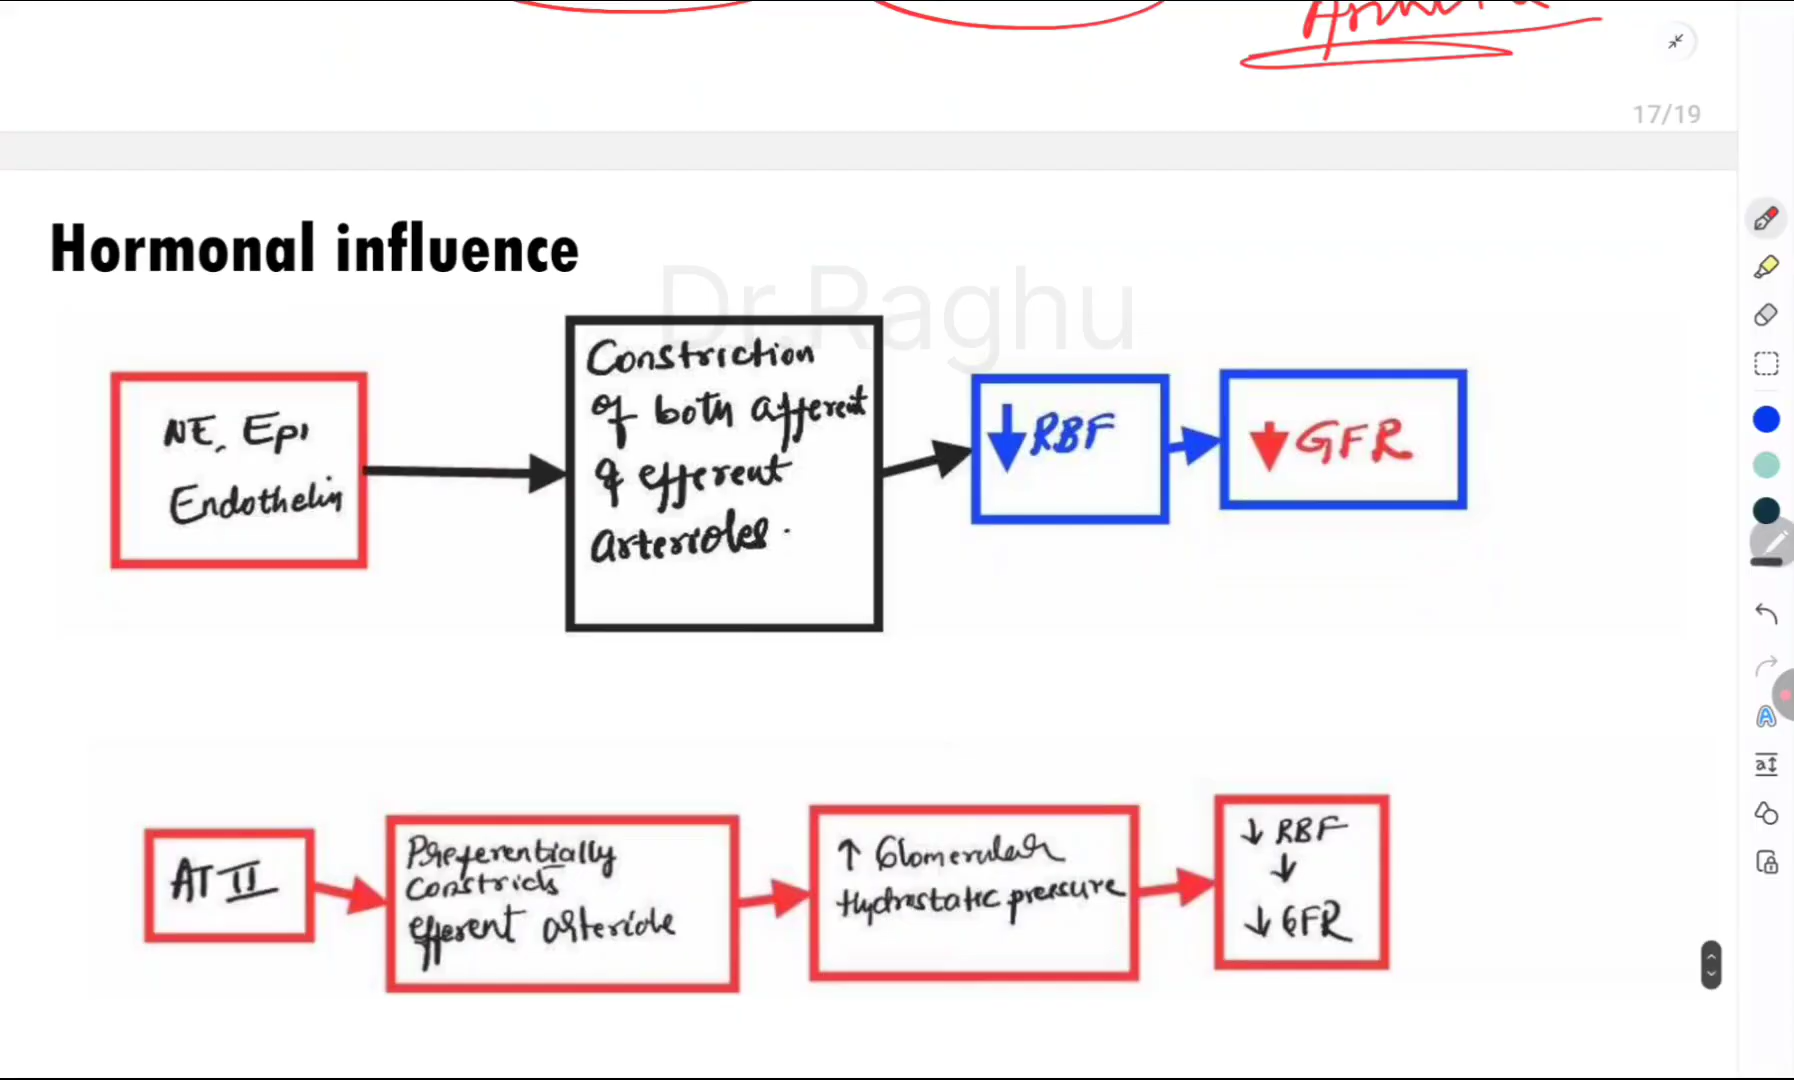 17/19
Hormonal influence
Dr.Raghu
NE, Epi
Endothelin
Constriction
of both afferent
& efferent
arterioles.
↓ RBF
↓ GFR
AT II
Preferentially
constricts
efferent arteriole
↑ Glomerular
Hydrostatic pressure
↓ RBF
↓
↓ GFR